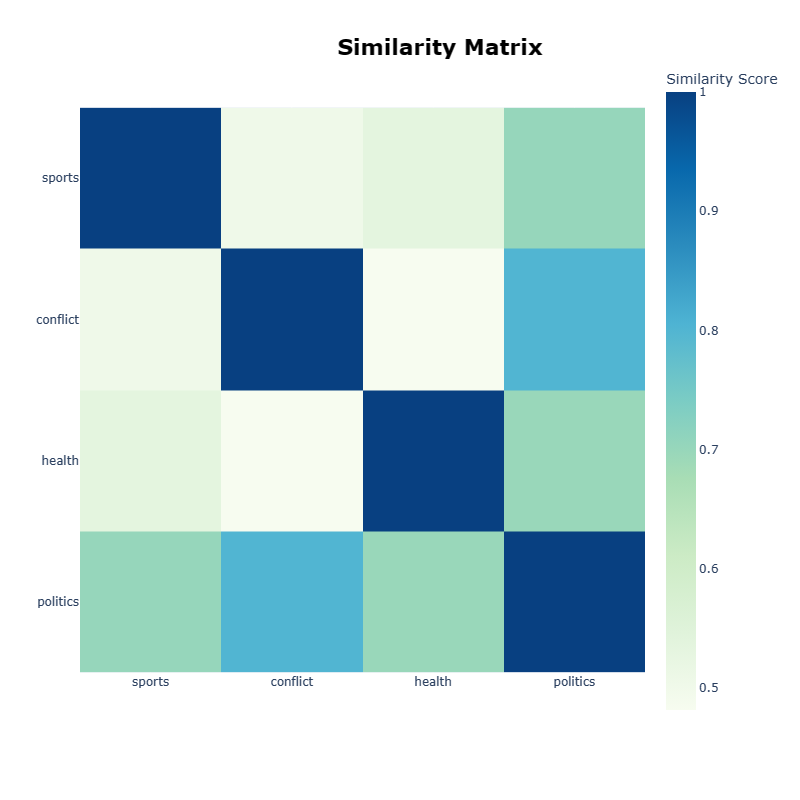 Similarity Matrix
Similarity Score
1
0.9
0.8
0.7
0.6
0.5
sports
conflict
health
politics
sports conflict health politics